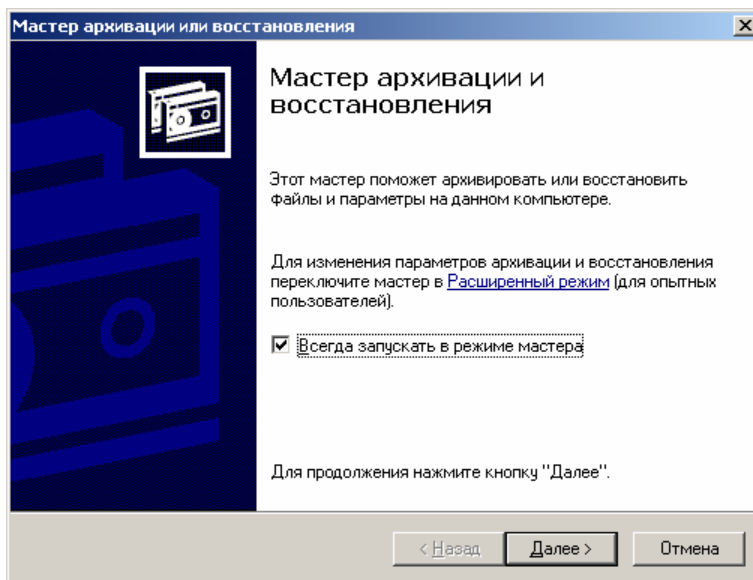 Мастер архивации или восстановления
Мастер архивации и
восстановления
Этот мастер поможет архивировать или восстановить
файлы и параметры на данном компьютере.
Для изменения параметров архивации и восстановления
переключите мастер в Расширенный режим (для опытных
пользователей).
Всегда запускать в режиме мастера
Для продолжения нажмите кнопку "Далее".
< Назад
Далее >
Отмена